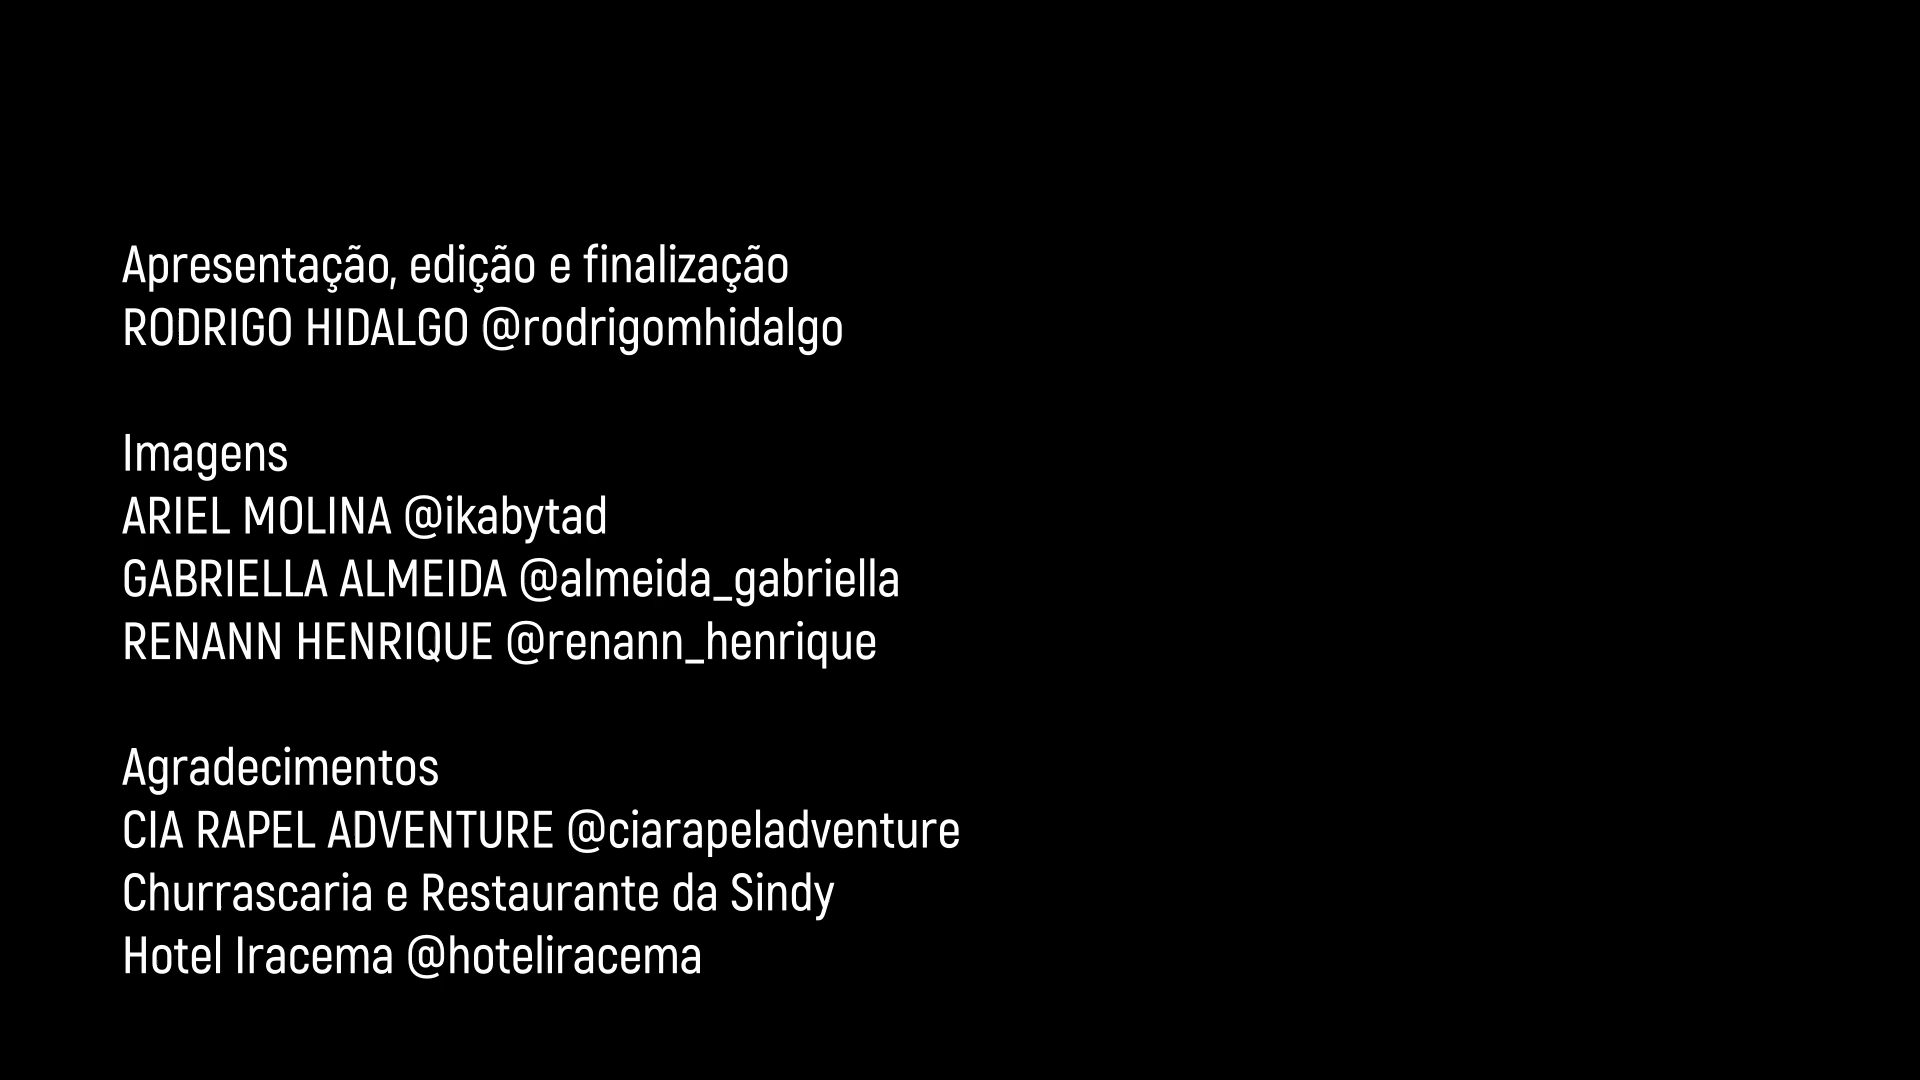 Apresentação, edição e finalização
RODRIGO HIDALGO @rodrigomhidalgo
Imagens
ARIEL MOLINA @ikabytad
GABRIELLA ALMEIDA @almeida_gabriella
RENANN HENRIQUE @renann_henrique
Agradecimentos
CIA RAPEL ADVENTURE @ciarapeladventure
Churrascaria e Restaurante da Sindy
Hotel Iracema @hoteliracema